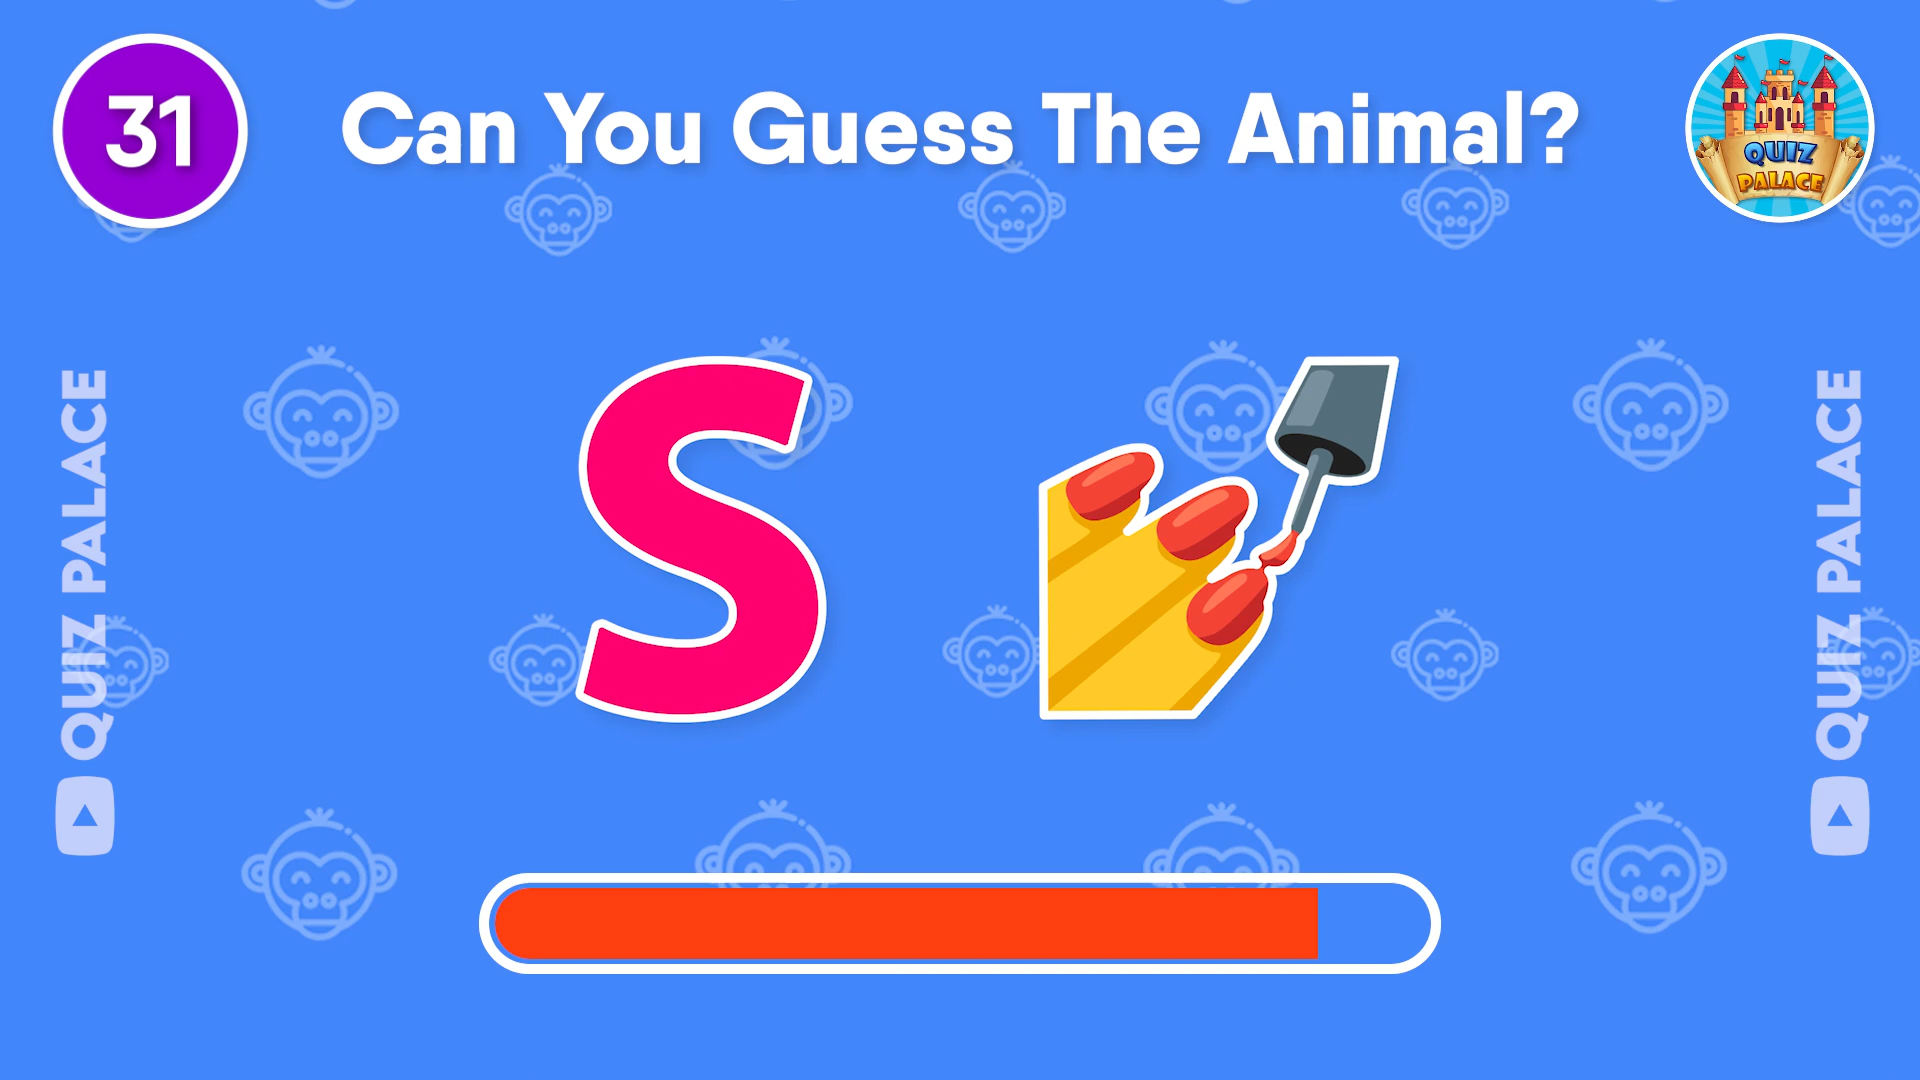 31
Can You Guess The Animal?
QUIZ
PALACE
QUIZ PALACE
S
QUIZ PALACE